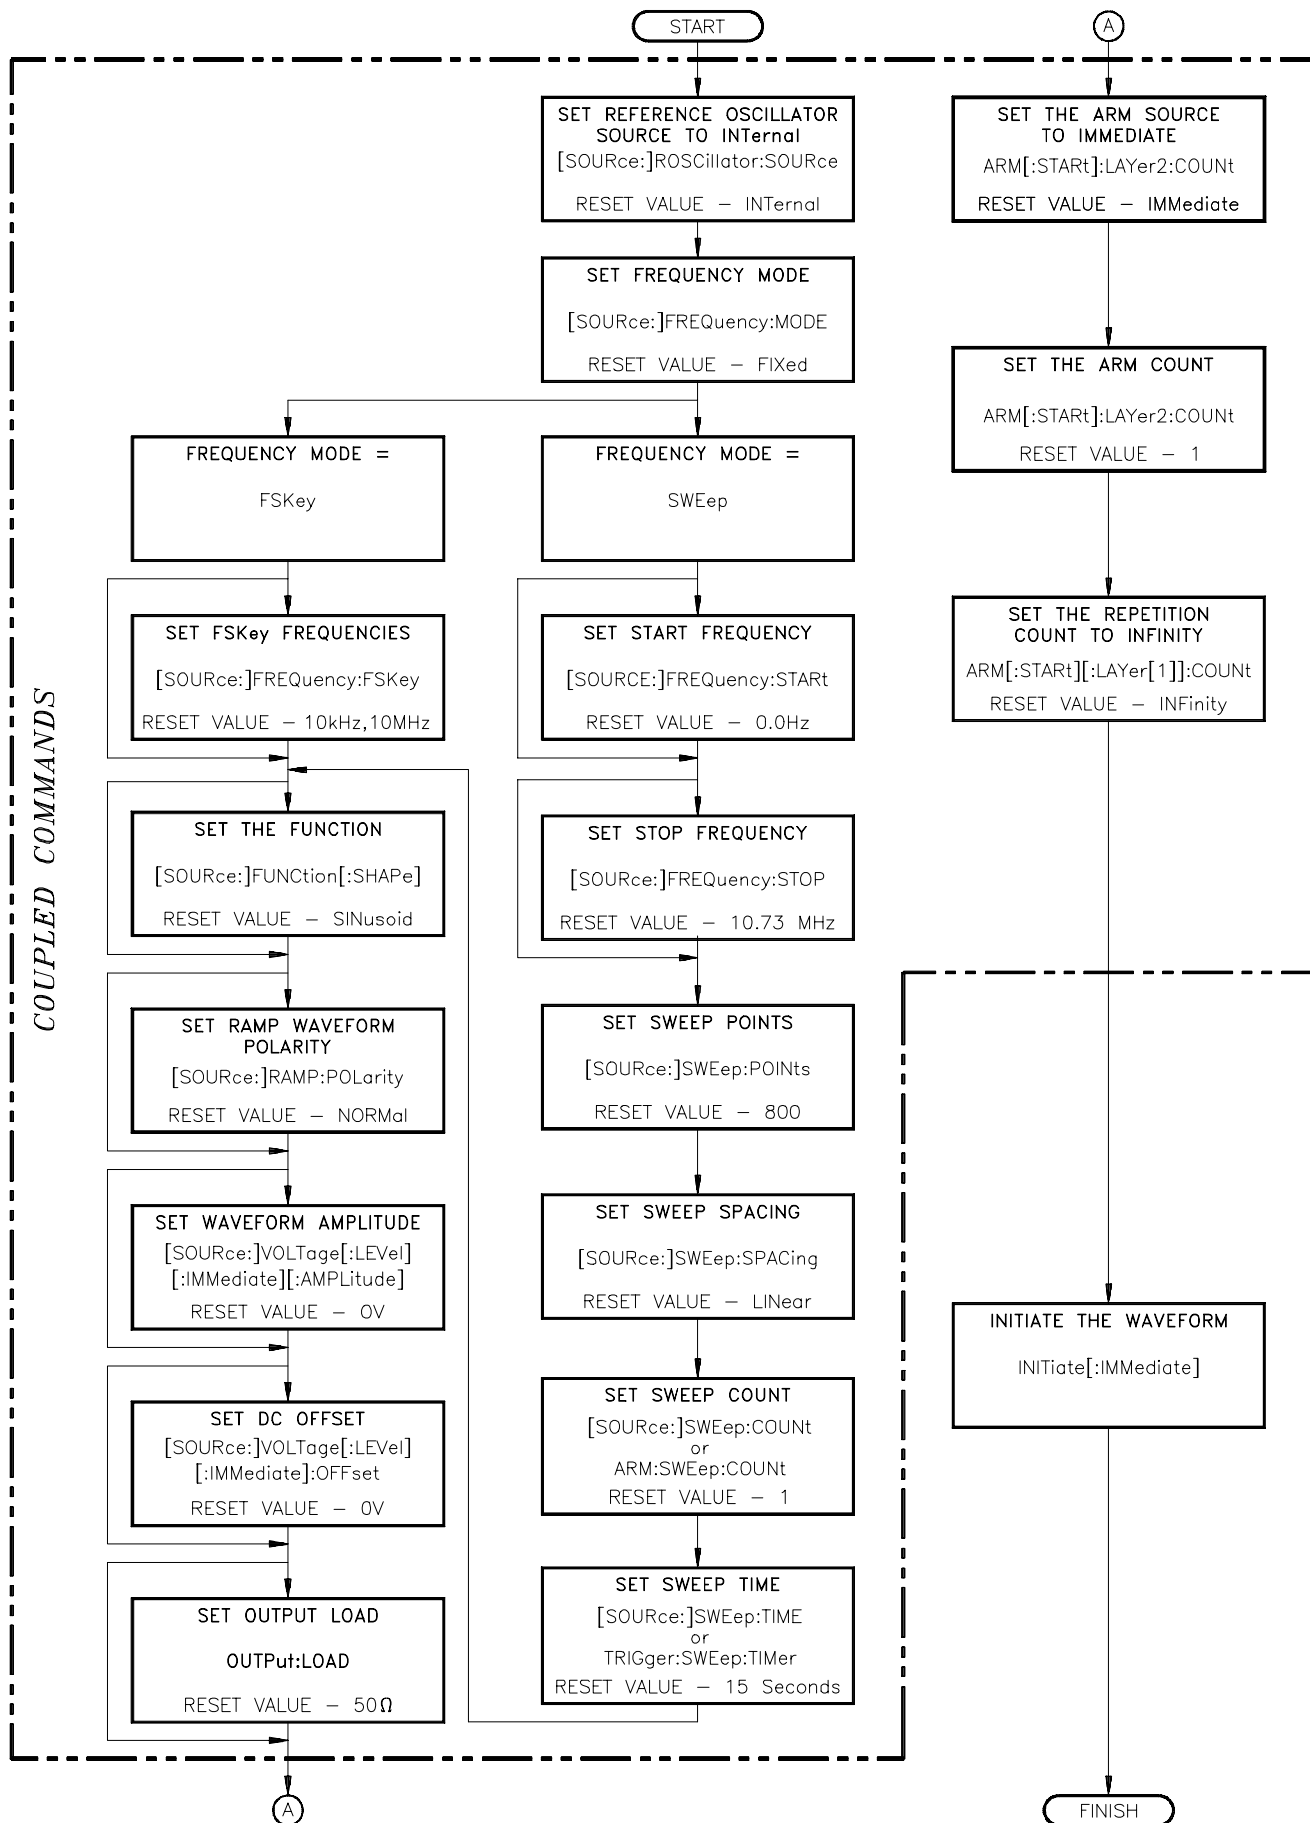 START
SET REFERENCE OSCILLATOR
SOURCE TO INTernal
[SOURce:]ROSCillator:SOURce
RESET VALUE – INTernal
SET FREQUENCY MODE
[SOURce:]FREQuency:MODE
RESET VALUE – FIXed
FREQUENCY MODE =
FSKey
FREQUENCY MODE =
SWEep
COUPLED COMMANDS
SET FSKey FREQUENCIES
[SOURce:]FREQuency:FSKey
RESET VALUE – 10kHz,10MHz
SET THE FUNCTION
[SOURce:]FUNCtion[:SHAPe]
RESET VALUE – SINusoid
SET RAMP WAVEFORM
POLARITY
[SOURce:]RAMP:POLarity
RESET VALUE – NORMal
SET WAVEFORM AMPLITUDE
[SOURce:]VOLTage[:LEVel]
[:IMMediate][:AMPLitude]
RESET VALUE – 0V
SET DC OFFSET
[SOURce:]VOLTage[:LEVel]
[:IMMediate]:OFFset
RESET VALUE – 0V
SET OUTPUT LOAD
OUTPut:LOAD
RESET VALUE – 50Ω
A
SET START FREQUENCY
[SOURCE:]FREQuency:STARt
RESET VALUE – 0.0Hz
SET STOP FREQUENCY
[SOURce:]FREQuency:STOP
RESET VALUE – 10.73 MHz
SET SWEEP POINTS
[SOURce:]SWEep:POINts
RESET VALUE – 800
SET SWEEP SPACING
[SOURce:]SWEep:SPACing
RESET VALUE – LINear
SET SWEEP COUNT
[SOURce:]SWEep:COUNt
or
ARM:SWEep:COUNt
RESET VALUE – 1
SET SWEEP TIME
[SOURce:]SWEep:TIME
or
TRIGger:SWEep:TIMer
RESET VALUE – 15 Seconds
A
SET THE ARM SOURCE
TO IMMEDIATE
ARM[:STARt]:LAYer2:COUNt
RESET VALUE – IMMediate
SET THE ARM COUNT
ARM[:STARt]:LAYer2:COUNt
RESET VALUE – 1
SET THE REPETITION
COUNT TO INFINITY
ARM[:STARt][:LAYer[1]]:COUNt
RESET VALUE – INFinity
INITIATE THE WAVEFORM
INITiate[:IMMediate]
FINISH